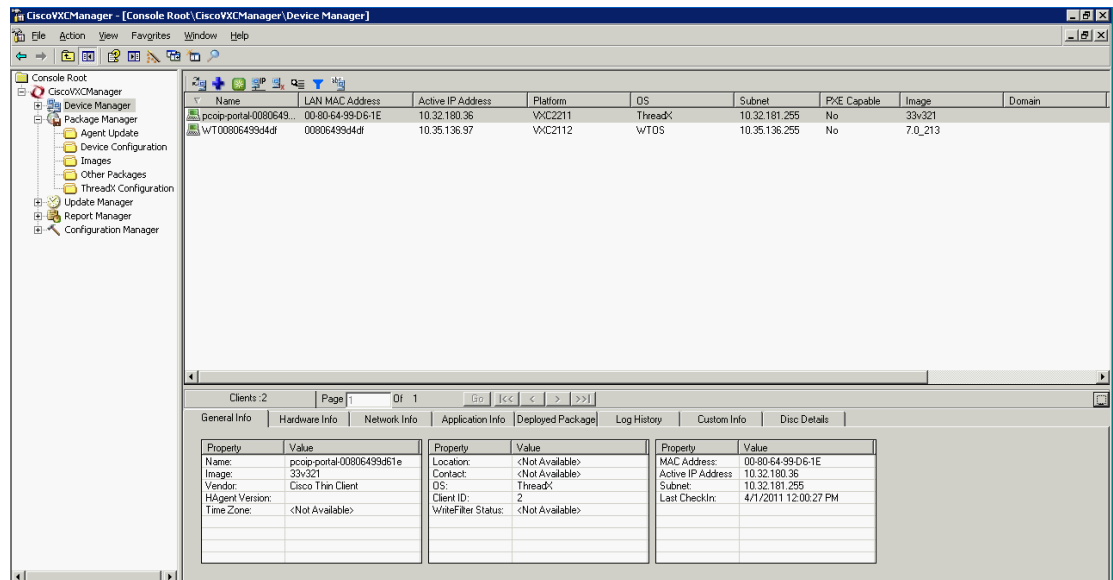 CiscoVXCManager - [Console Root\CiscoVXCManager\Device Manager]
File Action View Favorites Window Help
Console Root
CiscoVXCManager
Device Manager
Package Manager
Agent Update
Device Configuration
Images
Other Packages
ThreadX Configuration
Update Manager
Report Manager
Configuration Manager
Name LAN MAC Address Active IP Address Platform OS Subnet PXE Capable Image Domain
pcoip-portal-0080649... 00-80-64-99-D6-1E 10.32.180.36 VXC2211 ThreadX 10.32.181.255 No 33v321
WT00806499d4df 00806499d4df 10.35.136.97 VXC2112 WTOS 10.35.136.255 No 7.0_213
Clients :2 Page 1 Of 1 Go |<< < > >>|
General Info Hardware Info Network Info Application Info Deployed Package Log History Custom Info Disc Details
Property Value Property Value Property Value
Name: pcoip-portal-00806499d61e Location: <Not Available> MAC Address: 00-80-64-99-D6-1E
Image: 33v321 Contact: <Not Available> Active IP Address 10.32.180.36
Vendor: Cisco Thin Client OS: ThreadX Subnet: 10.32.181.255
HAgent Version: Client ID: 2 Last CheckIn: 4/1/2011 12:00:27 PM
Time Zone: <Not Available> WriteFilter Status: <Not Available>